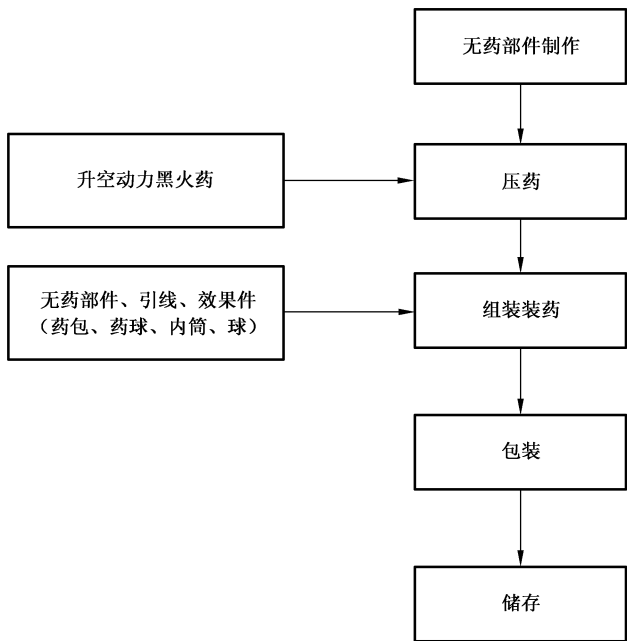 无药部件制作
升空动力黑火药
压药
无药部件、引线、效果件
（药包、药球、内筒、球）
组装装药
包装
储存